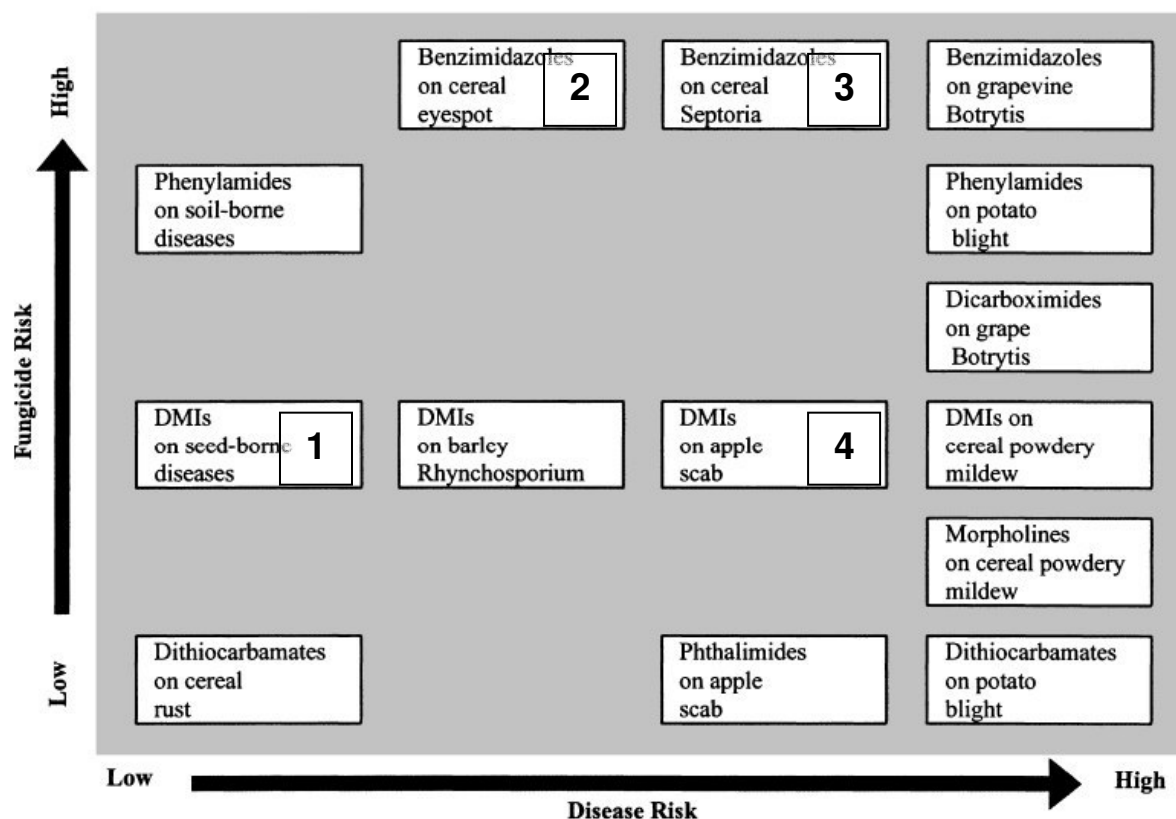 High
Fungicide Risk
Low
Benzimidazoles
on cereal
eyespot
2
Benzimidazoles
on cereal
Septoria
3
Benzimidazoles
on grapevine
Botrytis
Phenylamides
on soil-borne
diseases
Phenylamides
on potato
blight
Dicarboximides
on grape
Botrytis
DMIs
on seed-borne
diseases
1
DMIs
on barley
Rhynchosporium
DMIs
on apple
scab
4
DMIs on
cereal powdery
mildew
Morpholines
on cereal powdery
mildew
Dithiocarbamates
on cereal
rust
Phthalimides
on apple
scab
Dithiocarbamates
on potato
blight
Low
High
Disease Risk